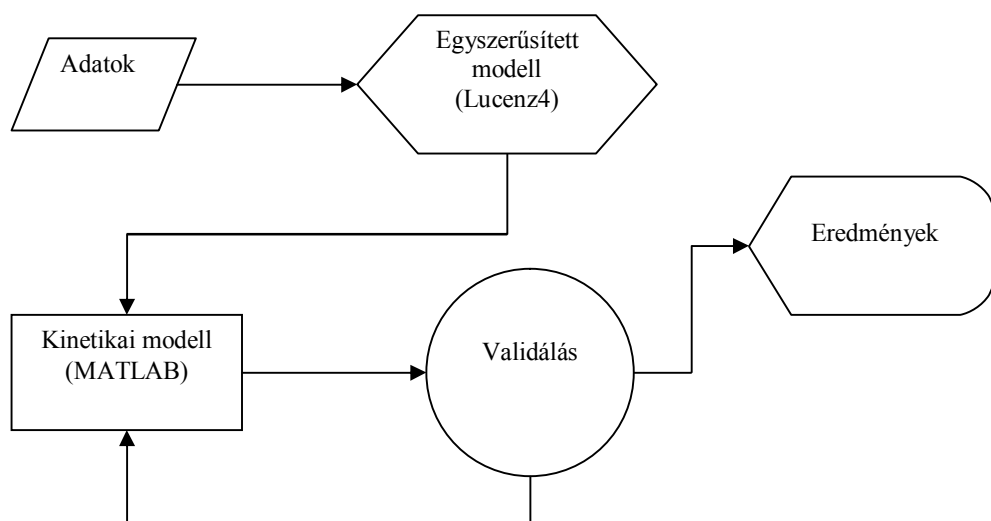 Adatok
Egyszerűsített
modell
(Lucenz4)
Eredmények
Kinetikai modell
(MATLAB)
Validálás